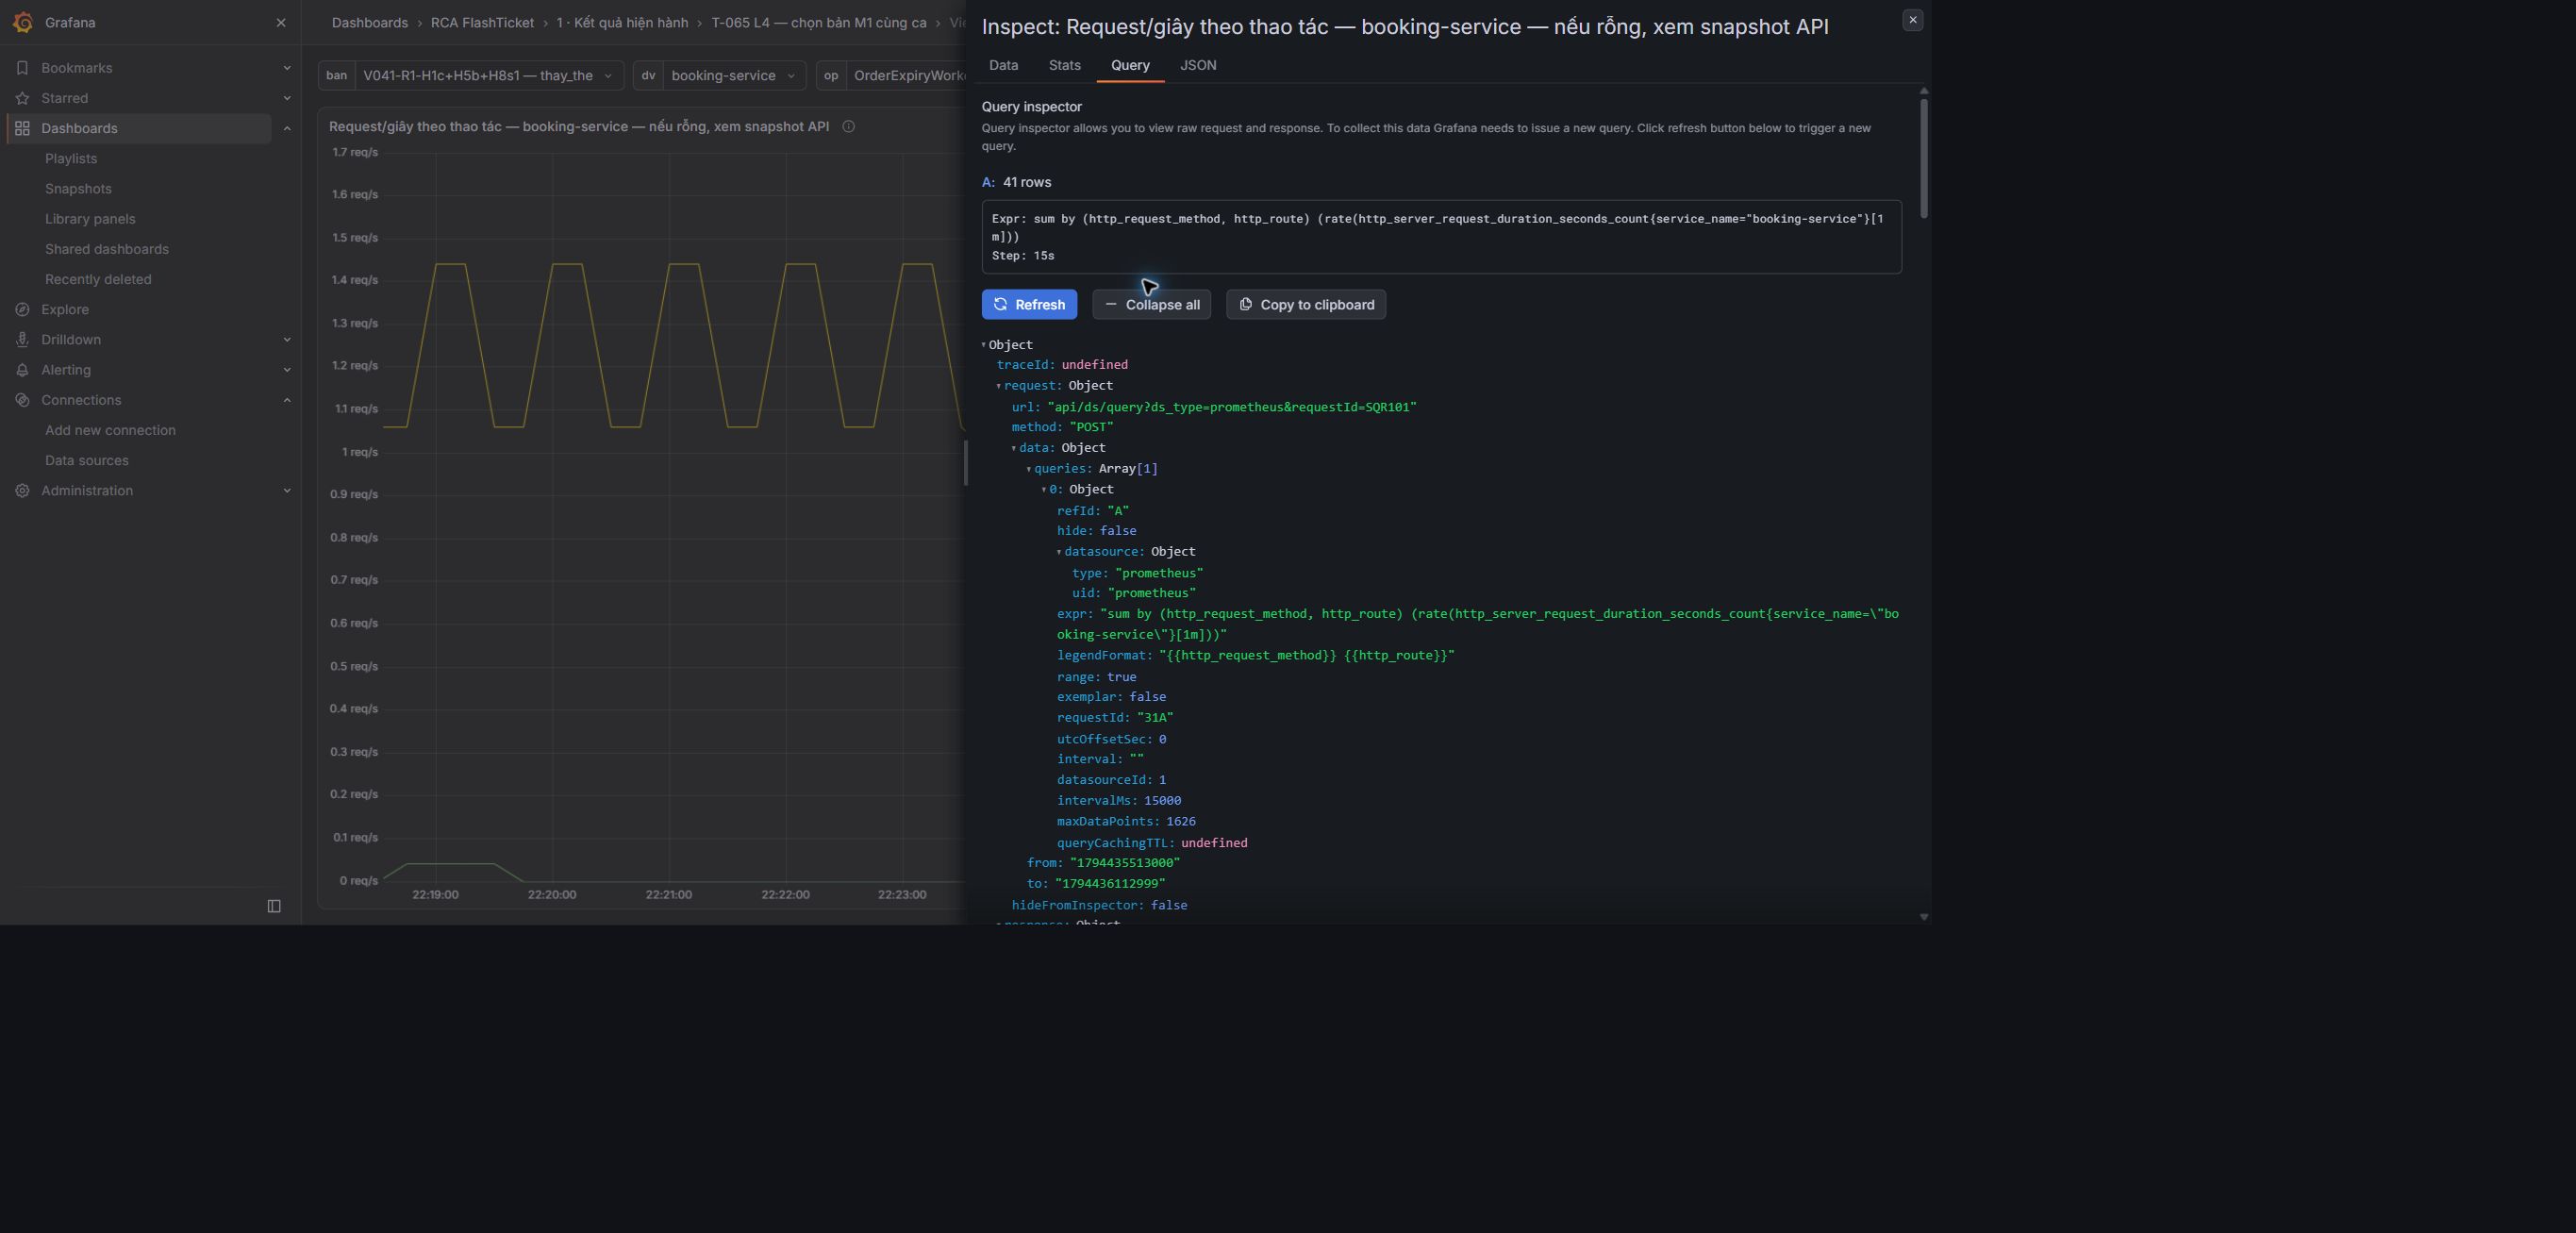 Grafana
Bookmarks
Starred
Dashboards
Playlists
Snapshots
Library panels
Shared dashboards
Recently deleted
Explore
Drilldown
Alerting
Connections
Add new connection
Data sources
Administration
Dashboards › RCA FlashTicket › 1 · Kết quả hiện hành › T-065 L4 — chọn bản M1 cùng ca ›
ban V041-R1-H1c+H5b+H8s1 — thay_the dv booking-service op
Request/giây theo thao tác — booking-service — nếu rỗng, xem snapshot API
1.7 req/s
1.6 req/s
1.5 req/s
1.4 req/s
1.3 req/s
1.2 req/s
1.1 req/s
1 req/s
0.9 req/s
0.8 req/s
0.7 req/s
0.6 req/s
0.5 req/s
0.4 req/s
0.3 req/s
0.2 req/s
0.1 req/s
0 req/s
22:19:00 22:20:00 22:21:00 22:22:00 22:23:00
Inspect: Request/giây theo thao tác — booking-service — nếu rỗng, xem snapshot API
Data Stats Query JSON
Query inspector
Query inspector allows you to view raw request and response. To collect this data Grafana needs to issue a new query. Click refresh button below to trigger a new
query.
A: 41 rows
Expr: sum by (http_request_method, http_route) (rate(http_server_request_duration_seconds_count{service_name="booking-service"}[1
m]))
Step: 15s
Refresh Collapse all Copy to clipboard
Object
traceId: undefined
request: Object
url: "api/ds/query?ds_type=prometheus&requestId=SQR101"
method: "POST"
data: Object
queries: Array[1]
0: Object
refId: "A"
hide: false
datasource: Object
type: "prometheus"
uid: "prometheus"
expr: "sum by (http_request_method, http_route) (rate(http_server_request_duration_seconds_count{service_name=\"bo
oking-service\"}[1m]))"
legendFormat: "{{http_request_method}} {{http_route}}"
range: true
exemplar: false
requestId: "31A"
utcOffsetSec: 0
interval: ""
datasourceId: 1
intervalMs: 15000
maxDataPoints: 1626
queryCachingTTL: undefined
from: "1794435513000"
to: "1794436112999"
hideFromInspector: false